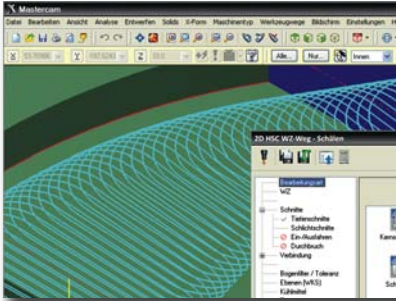 Mastercam
Datei Bearbeiten Ansicht Analyse Entwerfen Solids X-Form Maschinentyp Werkzeugwege Bildschirm Einstellungen
X Y Z Alle... Nur... Innen
2D HSC WZ-Weg - Schälen
Bearbeitungsart
WZ
Schnitte
Tiefenschnitte
Schlichtschnitte
Ein-/Ausfahren
Durchbruch
Verbindung
Bogenfilter / Toleranz
Ebenen (WKS)
Kühlmittel